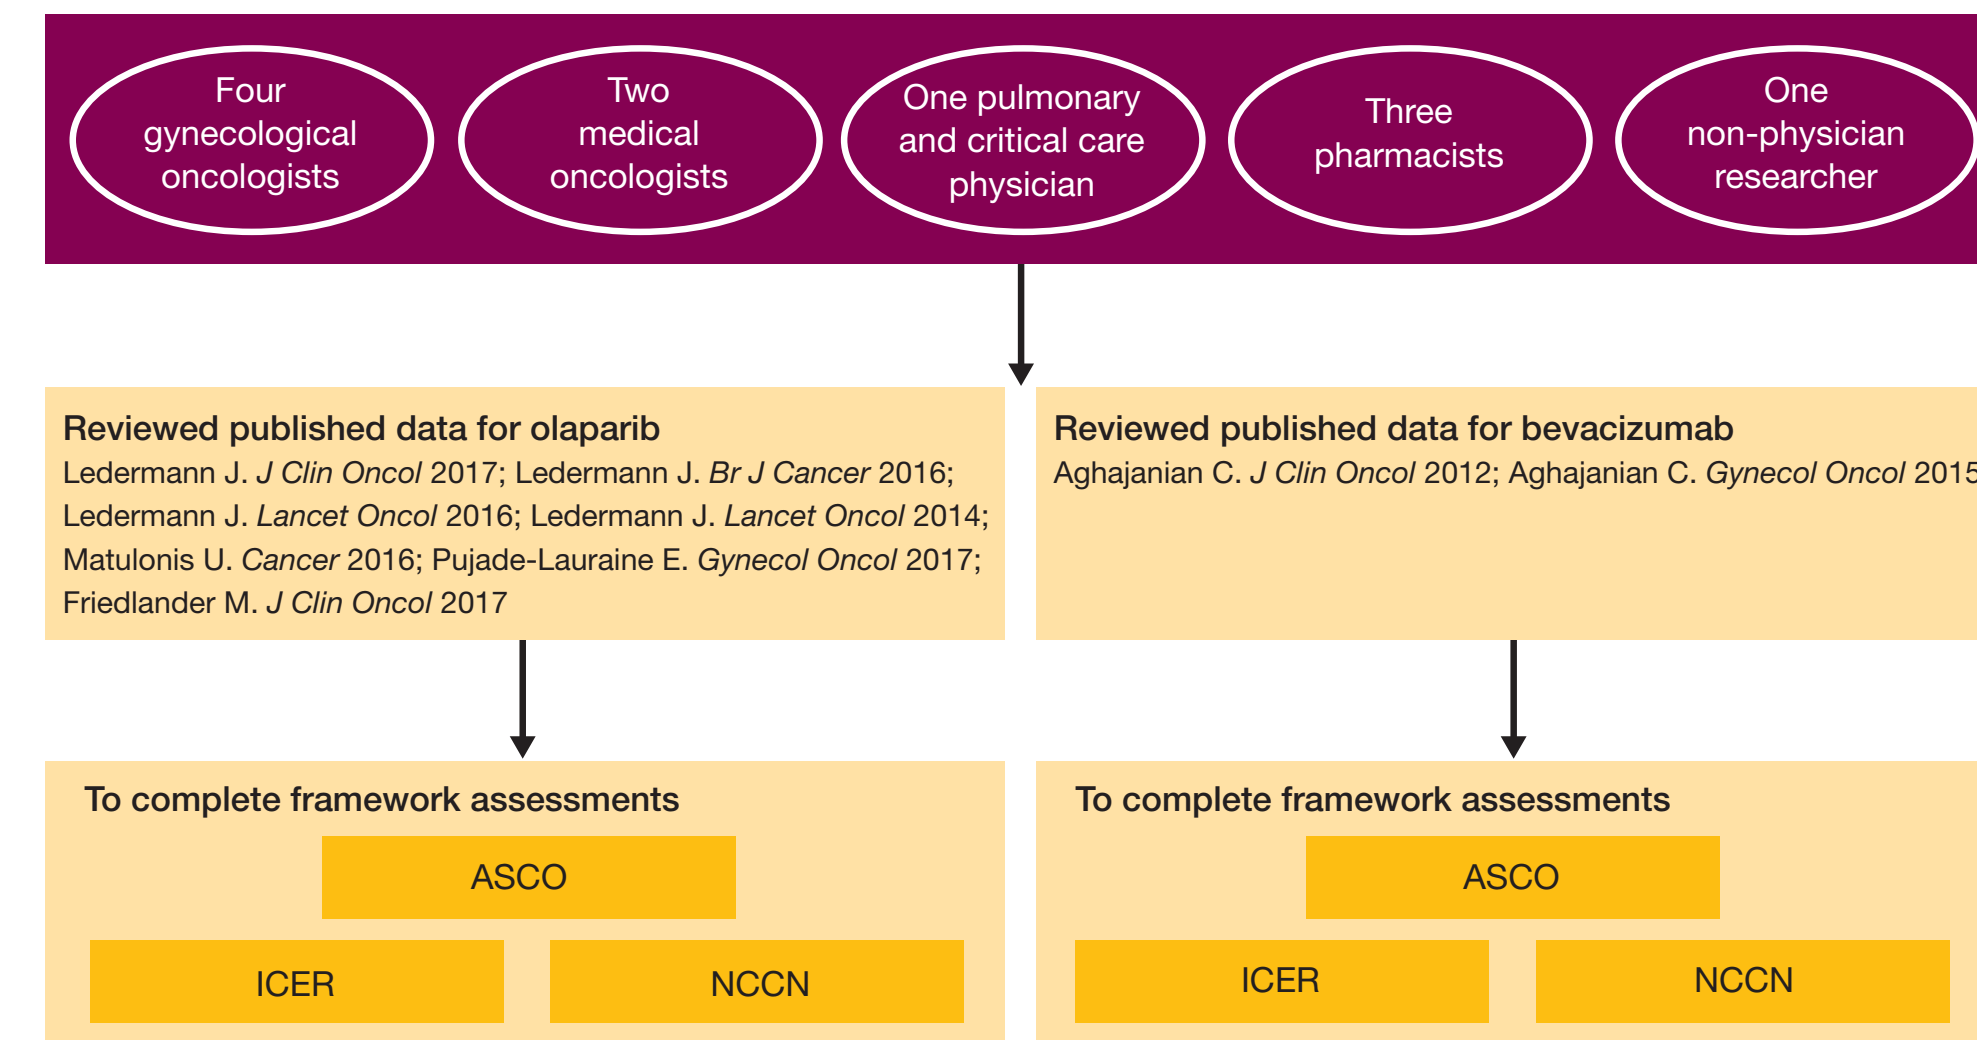 Four
gynecological
oncologists
Two
medical
oncologists
One pulmonary
and critical care
physician
Three
pharmacists
One
non-physician
researcher
Reviewed published data for olaparib
Ledermann J. J Clin Oncol 2017; Ledermann J. Br J Cancer 2016;
Ledermann J. Lancet Oncol 2016; Ledermann J. Lancet Oncol 2014;
Matulonis U. Cancer 2016; Pujade-Lauraine E. Gynecol Oncol 2017;
Friedlander M. J Clin Oncol 2017
Reviewed published data for bevacizumab
Aghajanian C. J Clin Oncol 2012; Aghajanian C. Gynecol Oncol 2015
To complete framework assessments
ASCO
ICER
NCCN
To complete framework assessments
ASCO
ICER
NCCN